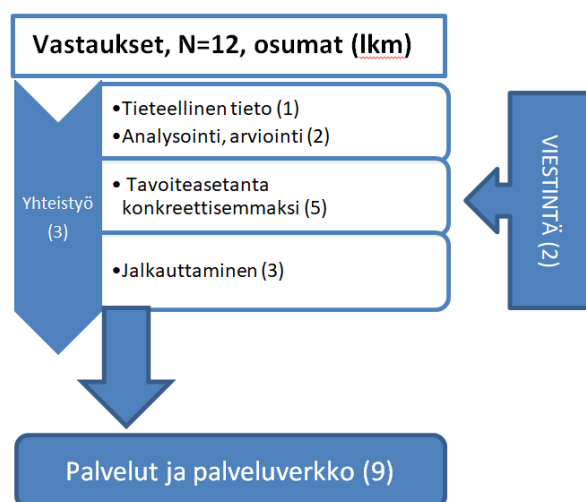 Vastaukset, N=12, osumat (lkm)
•Tieteellinen tieto (1)
•Analysointi, arviointi (2)
Yhteistyö
(3)
• Tavoiteasetanta
konkreettisemmaksi (5)
•Jalkauttaminen (3)
VIESTINTÄ (2)
Palvelut ja palveluverkko (9)